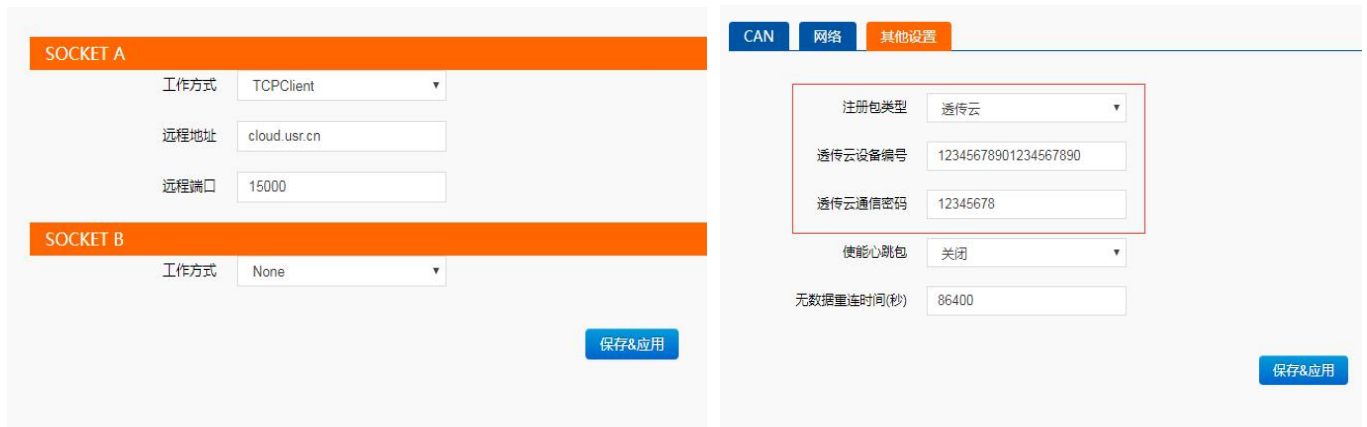 SOCKET A
工作方式 TCPClient
远程地址 cloud.usr.cn
远程端口 15000
SOCKET B
工作方式 None
保存&应用
CAN 网络 其他设置
注册包类型 透传云
透传云设备编号 12345678901234567890
透传云通信密码 12345678
使能心跳包 关闭
无数据重连时间(秒) 86400
保存&应用